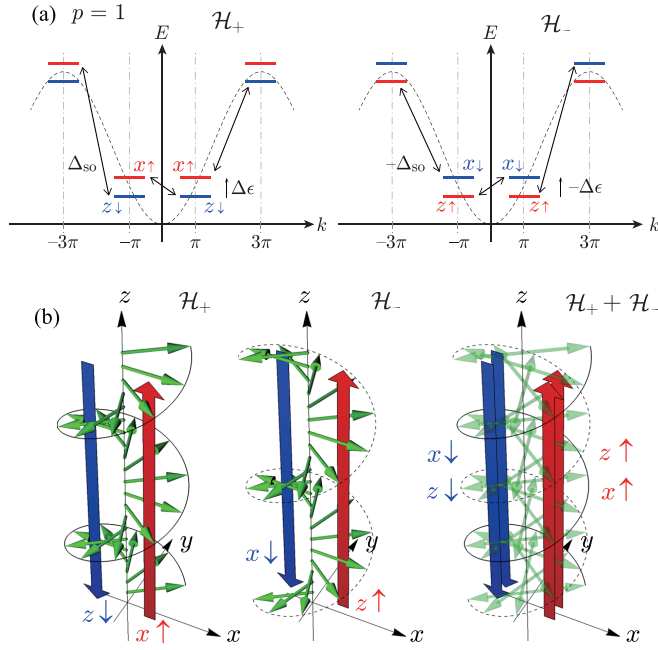 (a) p = 1 ℋ₊ ℋ₋
E E
Δso x↑ x↑ Δϵ z↓ z↓
−Δso x↓ x↓ −Δϵ z↑ z↑
−3π −π π 3π k −3π −π π 3π k
(b) z ℋ₊ z ℋ₋ z ℋ₊ + ℋ₋
y y y
z↓ x↑ x
x↓ z↑ x
x↓ z↑
z↓ x↑
x